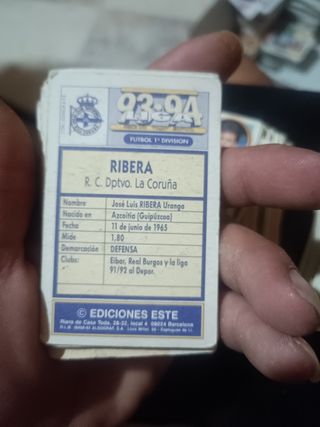 93-94
LIGA
FUTBOL 1ª DIVISION
RIBERA
R. C. Dptvo. La Coruña
Nombre José Luis RIBERA Uranga
Nacido en Azcoitia (Guipúzcoa)
Fecha 11 de junio de 1965
Mide 1,80
Demarcación DEFENSA
Clubs: Eibar, Real Burgos y la liga
91/92 al Depor.
© EDICIONES ESTE
08024 Barcelona